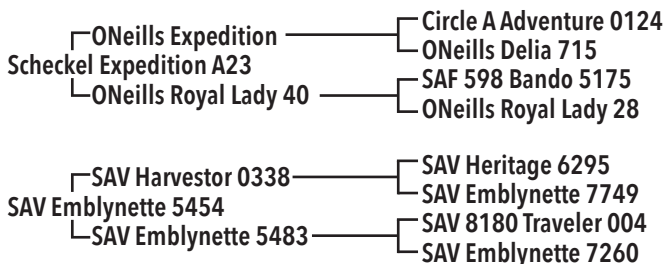 Circle A Adventure 0124
ONeills Expedition
ONeills Delia 715
Scheckel Expedition A23
SAF 598 Bando 5175
ONeills Royal Lady 40
ONeills Royal Lady 28
SAV Heritage 6295
SAV Harvestor 0338
SAV Emblynette 7749
SAV Emblynette 5454
SAV 8180 Traveler 004
SAV Emblynette 5483
SAV Emblynette 7260